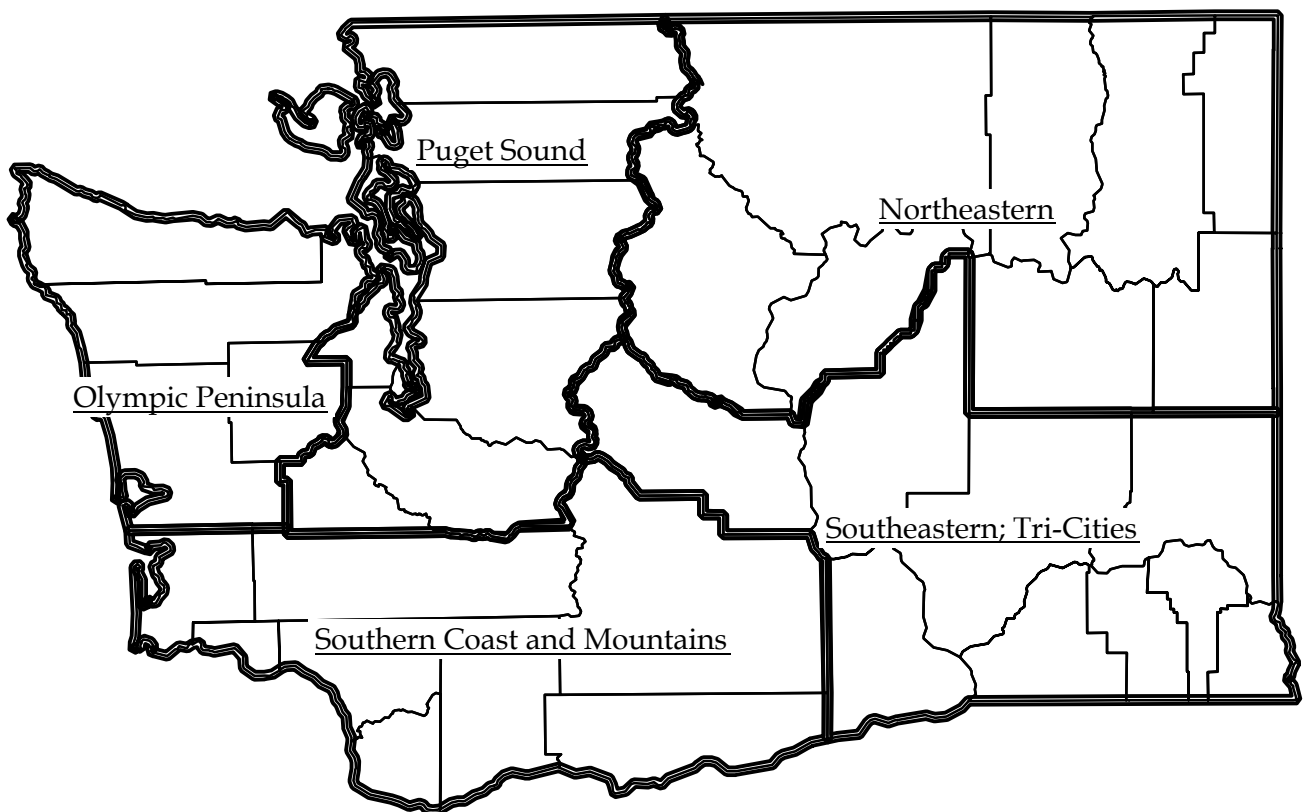 Puget Sound
Northeastern
Olympic Peninsula
Southeastern; Tri-Cities
Southern Coast and Mountains